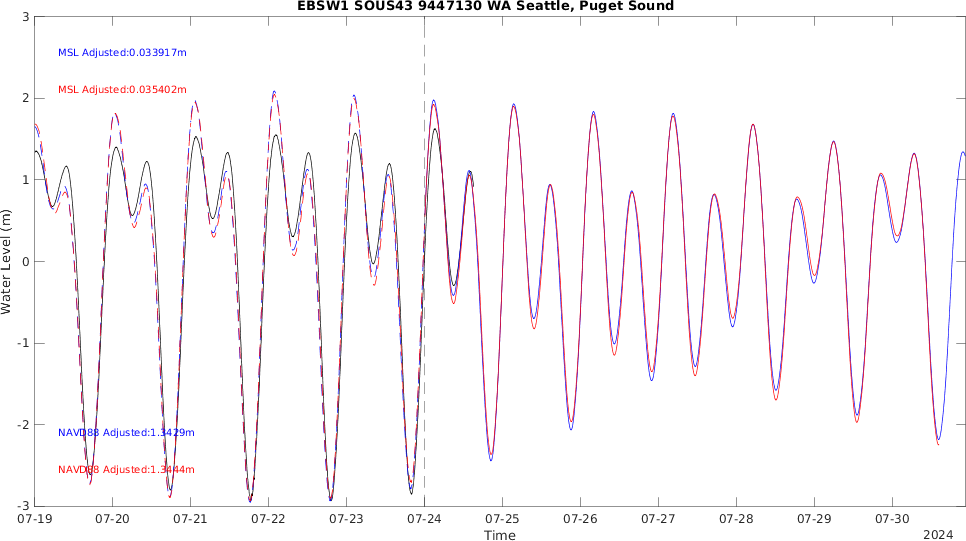 EBSW1 SOUS43 9447130 WA Seattle, Puget Sound
3
MSL Adjusted:0.033917m
MSL Adjusted:0.035402m
2
1
0
-1
-2
-3
Water Level (m)
NAVD88 Adjusted:1.3429m
NAVD88 Adjusted:1.3444m
07-19 07-20 07-21 07-22 07-23 07-24 07-25 07-26 07-27 07-28 07-29 07-30
Time
2024